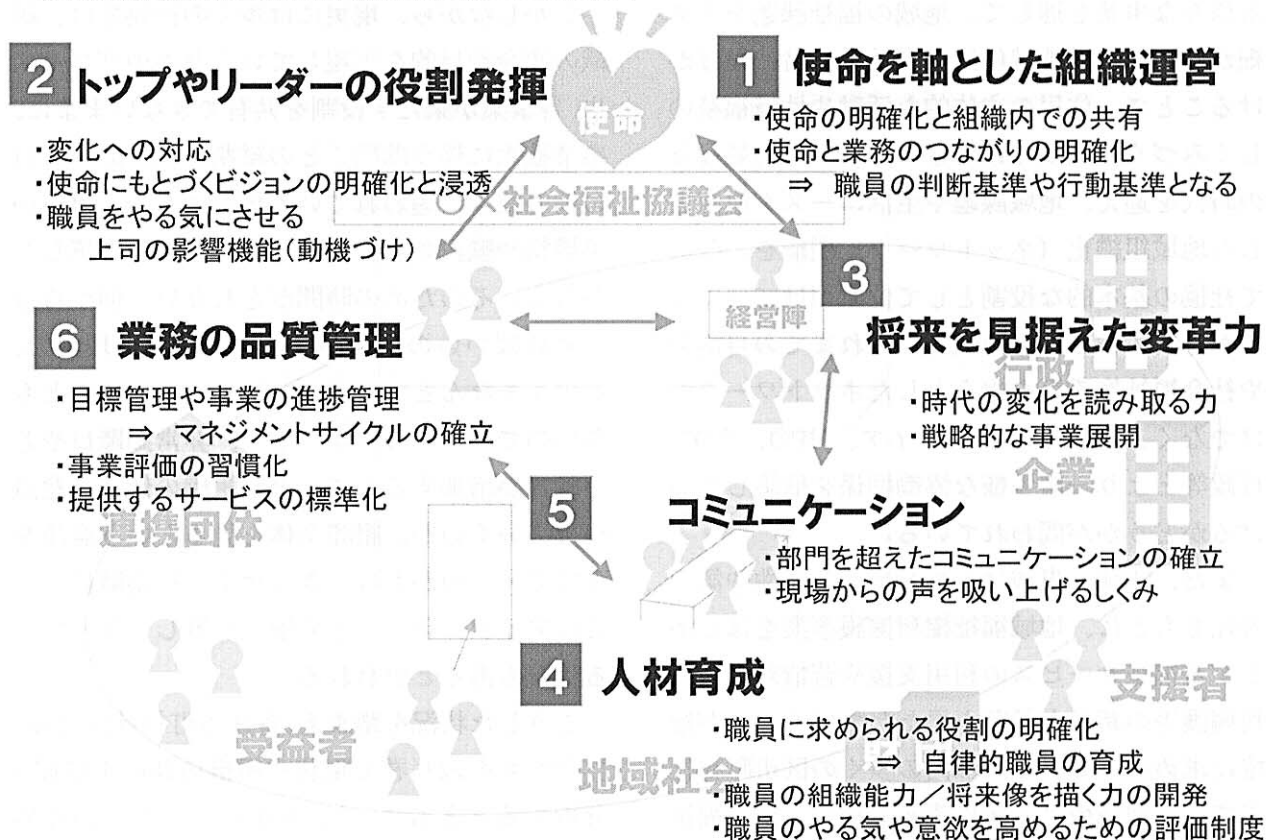 使命
○×社会福祉協議会
1 使命を軸とした組織運営
・使命の明確化と組織内での共有
・使命と業務のつながりの明確化
⇒ 職員の判断基準や行動基準となる
2 トップやリーダーの役割発揮
・変化への対応
・使命にもとづくビジョンの明確化と浸透
・職員をやる気にさせる
上司の影響機能(動機づけ)
経営陣
3 将来を見据えた変革力
・時代の変化を読み取る力
・戦略的な事業展開
行政
企業
6 業務の品質管理
・目標管理や事業の進捗管理
⇒ マネジメントサイクルの確立
・事業評価の習慣化
・提供するサービスの標準化
連携団体
5 コミュニケーション
・部門を超えたコミュニケーションの確立
・現場からの声を吸い上げるしくみ
4 人材育成
・職員に求められる役割の明確化
⇒ 自律的職員の育成
・職員の組織能力/将来像を描く力の開発
・職員のやる気や意欲を高めるための評価制度
受益者
地域社会
支援者